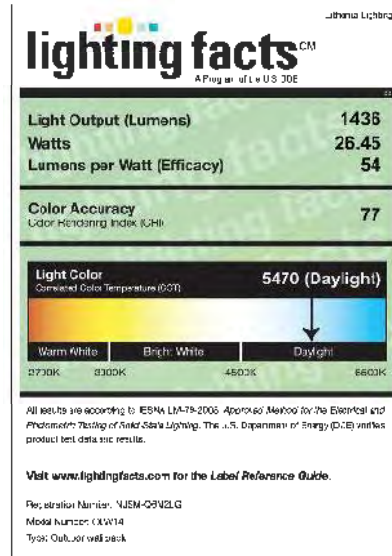 Lithonia Lighting
lighting facts CM
A Program of the U.S. DOE
Light Output (Lumens) 1436
Watts 26.45
Lumens per Watt (Efficacy) 54
Color Accuracy 77
Color Rendering Index (CRI)
Light Color
Correlated Color Temperature (CCT) 5470 (Daylight)
Warm White Bright White Daylight
2700K 3000K 4500K 6500K
All results are according to IESNA LM-79-2008: Approved Method for the Electrical and
Photometric Testing of Solid-State Lighting. The U.S. Department of Energy (DOE) verifies
product test data and results.
Visit www.lightingfacts.com for the Label Reference Guide.
Registration Number:
Model Number: OLW14
Type: Outdoor wall pack